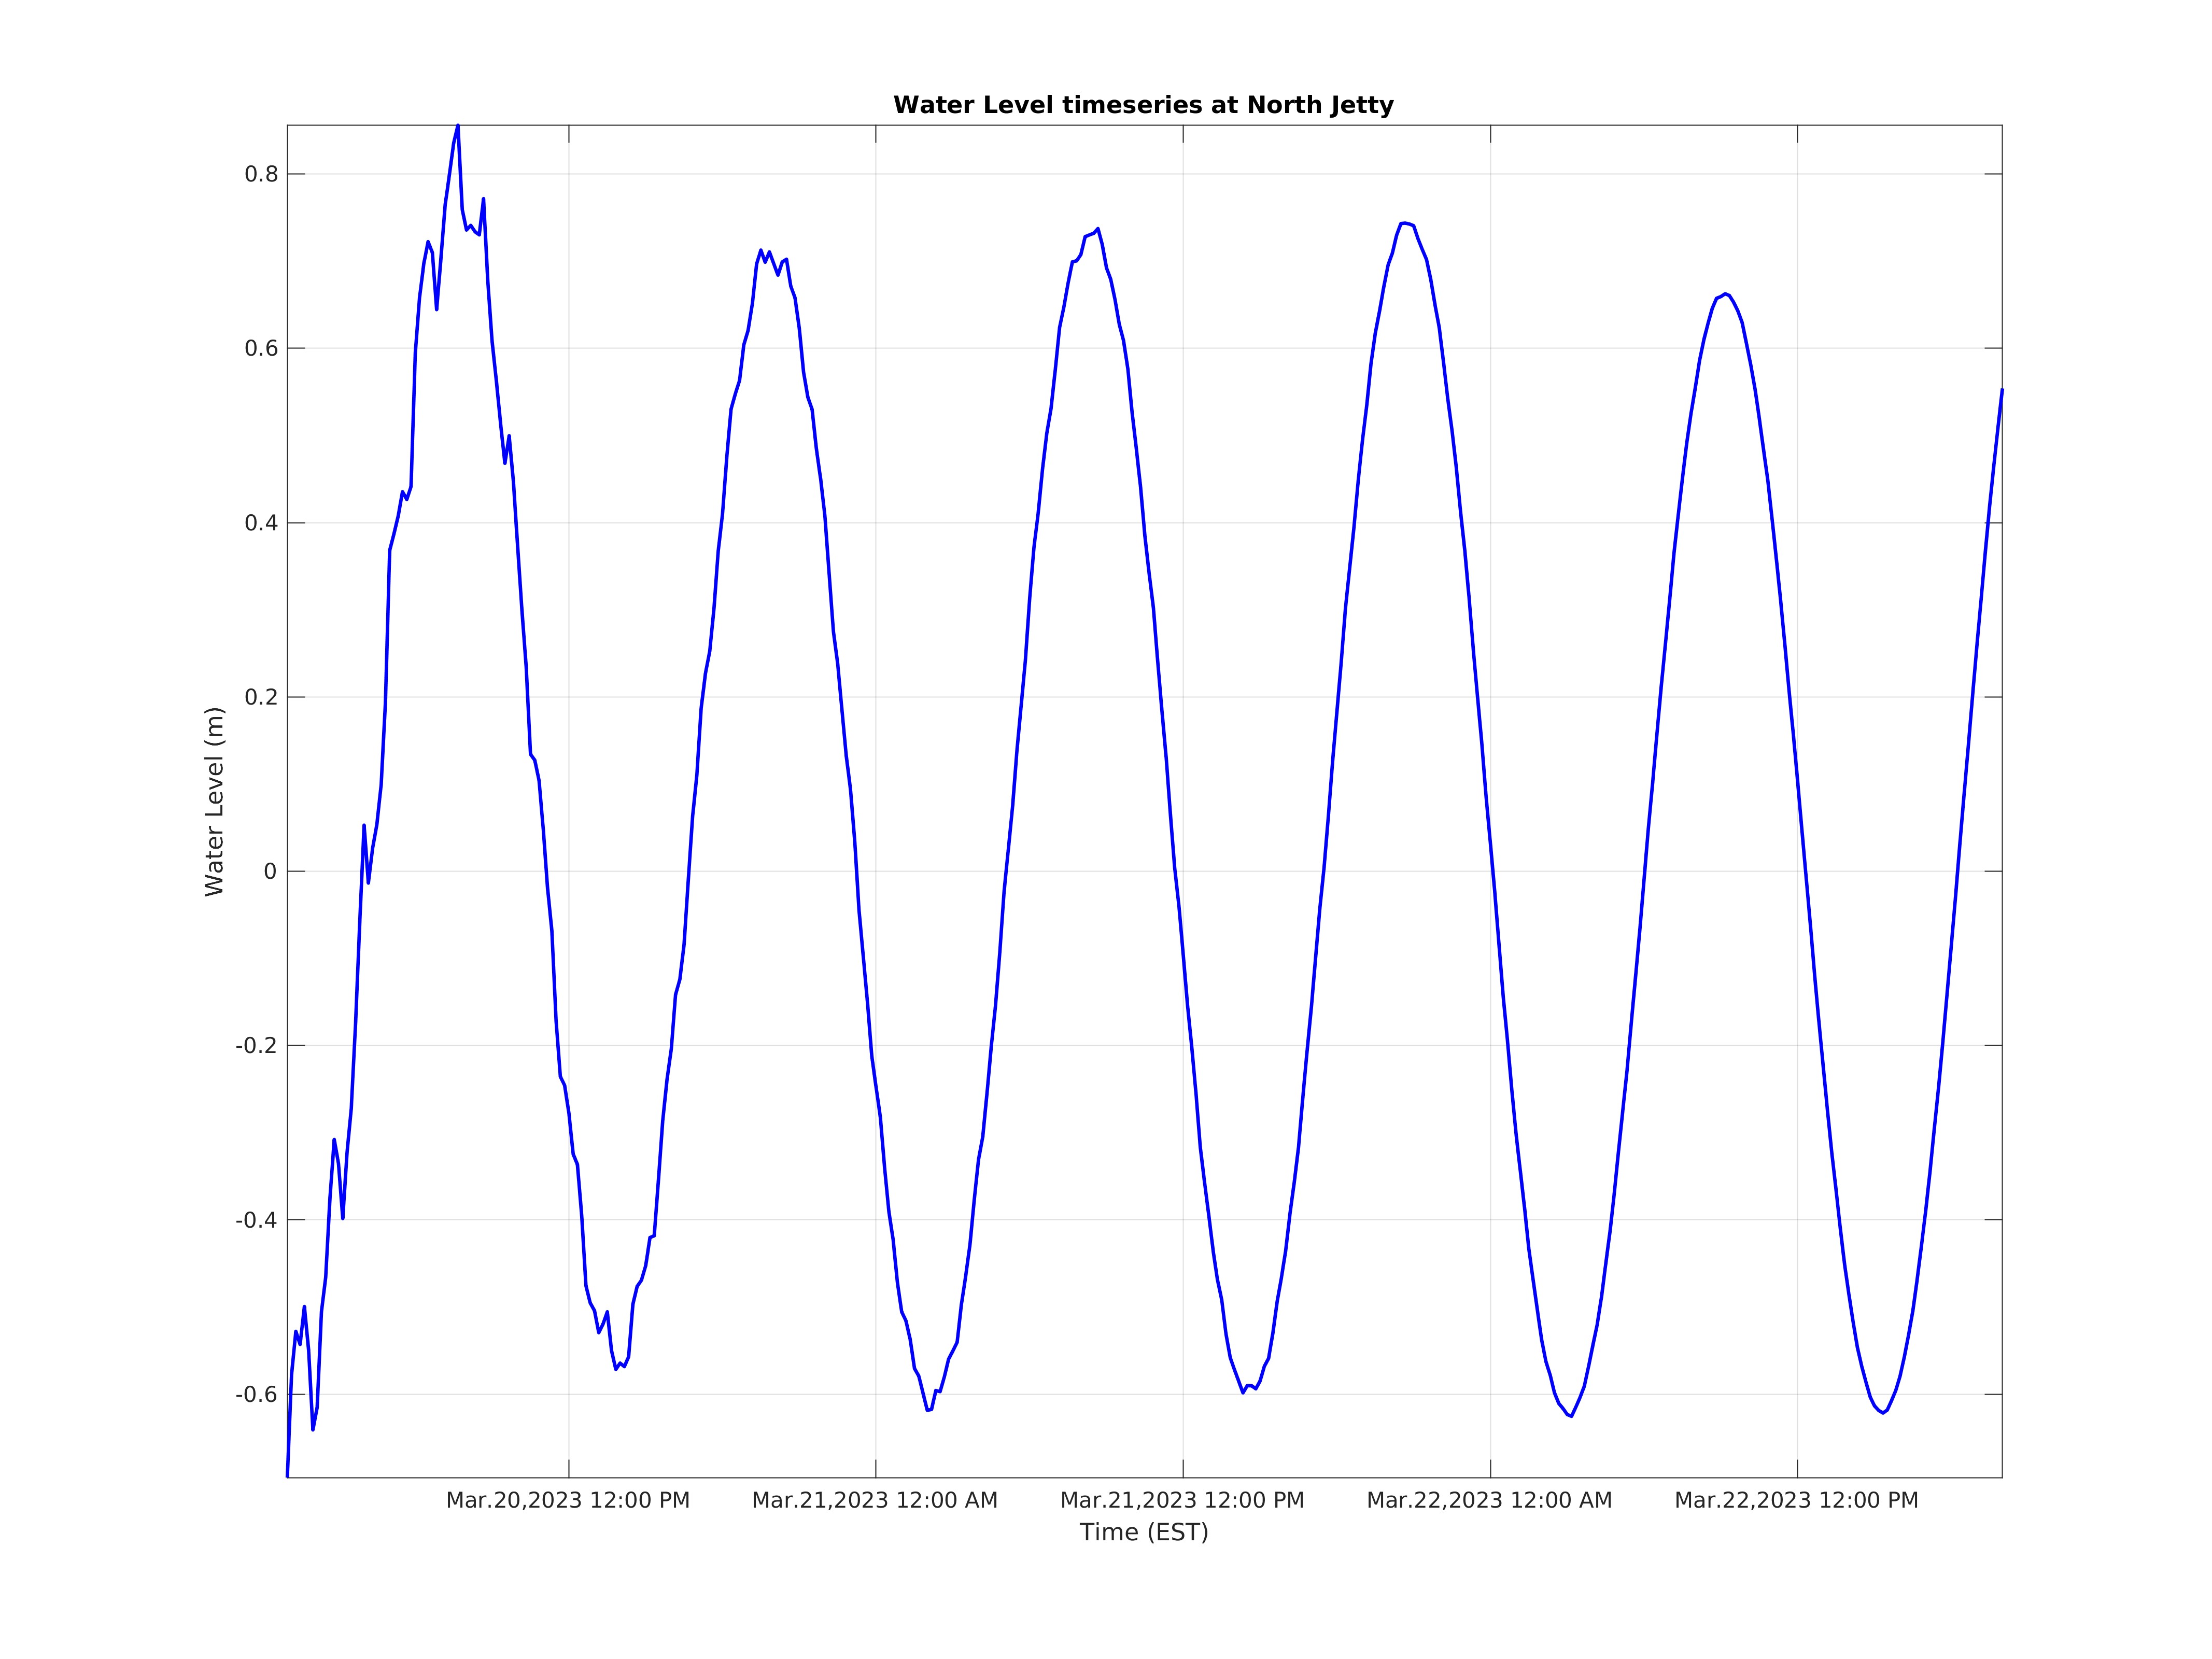 Water Level timeseries at North Jetty
0.8
0.6
0.4
0.2
0
-0.2
-0.4
-0.6
Water Level (m)
Mar.20,2023 12:00 PM
Mar.21,2023 12:00 AM
Mar.21,2023 12:00 PM
Mar.22,2023 12:00 AM
Mar.22,2023 12:00 PM
Time (EST)